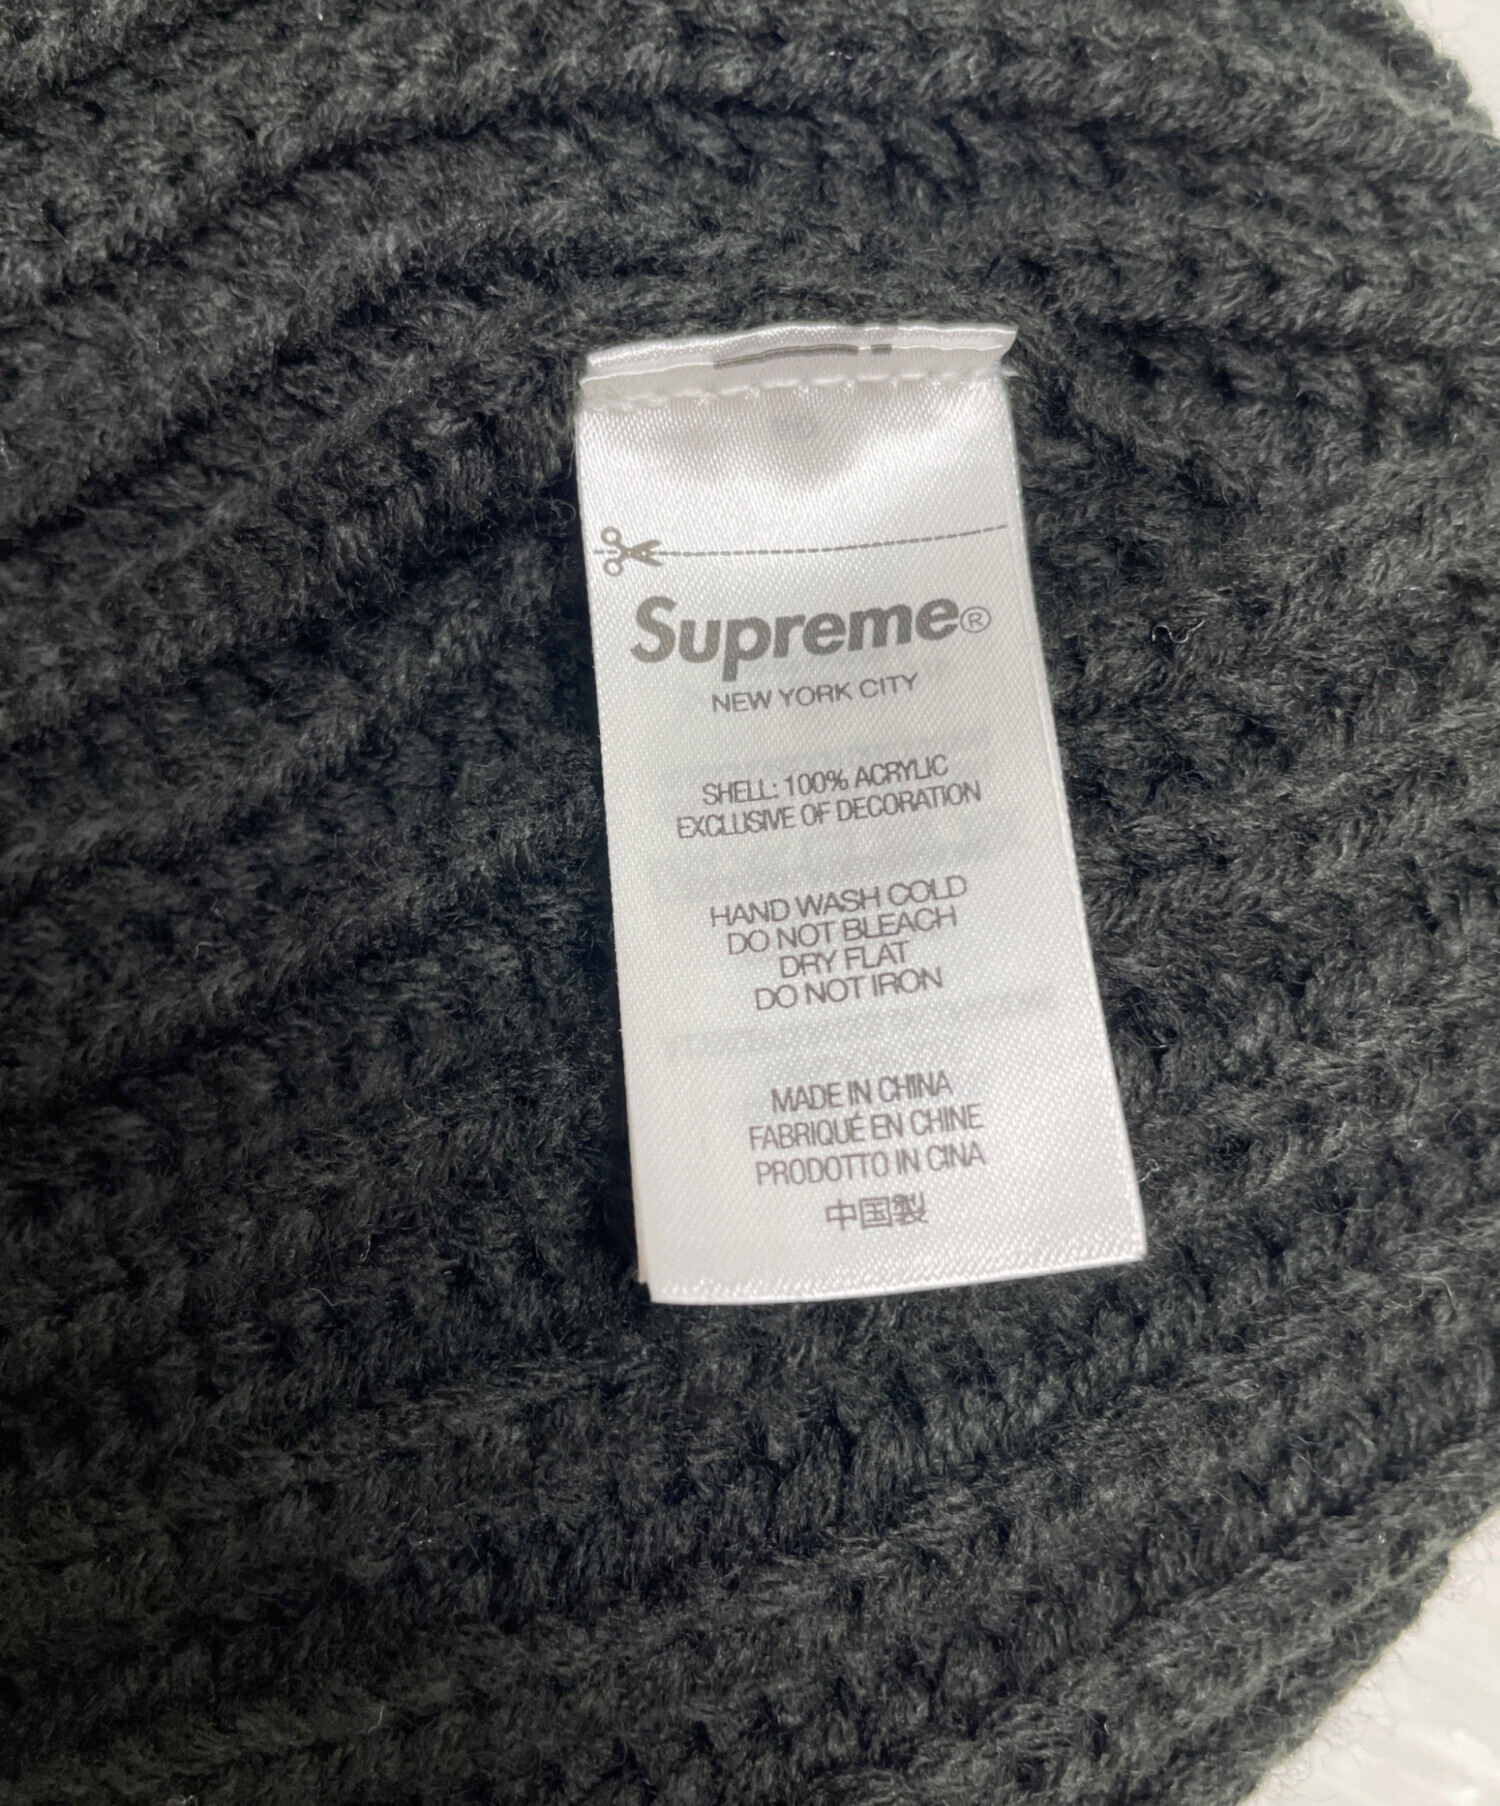 Supreme®
NEW YORK CITY
SHELL: 100% ACRYLIC
EXCLUSIVE OF DECORATION
HAND WASH COLD
DO NOT BLEACH
DRY FLAT
DO NOT IRON
MADE IN CHINA
FABRIQUÉ EN CHINE
PRODOTTO IN CINA
中国製